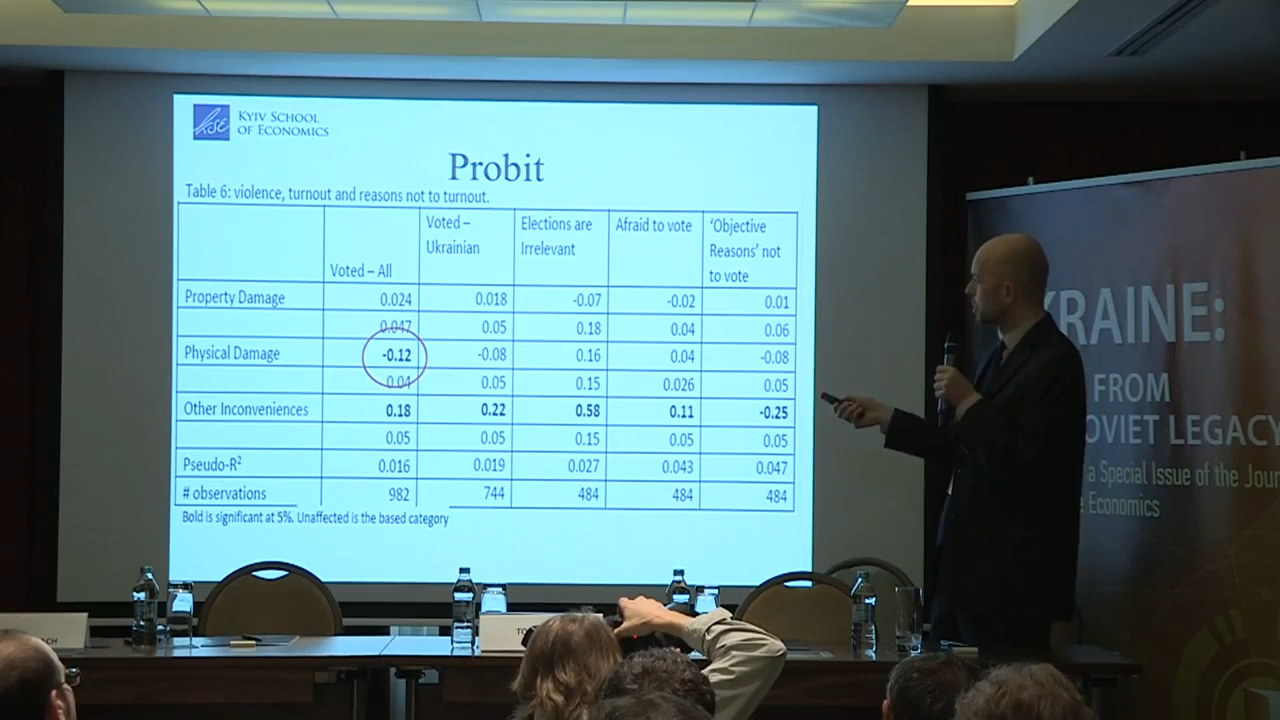 KYIV SCHOOL
OF ECONOMICS
Probit
Table 6: violence, turnout and reasons not to turnout.
Voted – All Voted – Ukrainian Elections are Irrelevant Afraid to vote ‘Objective Reasons’ not to vote
Property Damage 0.024 0.018 -0.07 -0.02 0.01
0.047 0.05 0.18 0.04 0.06
Physical Damage -0.12 -0.08 0.16 0.04 -0.08
0.04 0.05 0.15 0.026 0.05
Other Inconveniences 0.18 0.22 0.58 0.11 -0.25
0.05 0.05 0.15 0.05 0.05
Pseudo-R² 0.016 0.019 0.027 0.043 0.047
# observations 982 744 484 484 484
Bold is significant at 5%. Unaffected is the based category
KRAINE:
FROM
OVIET LEGACY
a Special Issue of the Jour
Economics